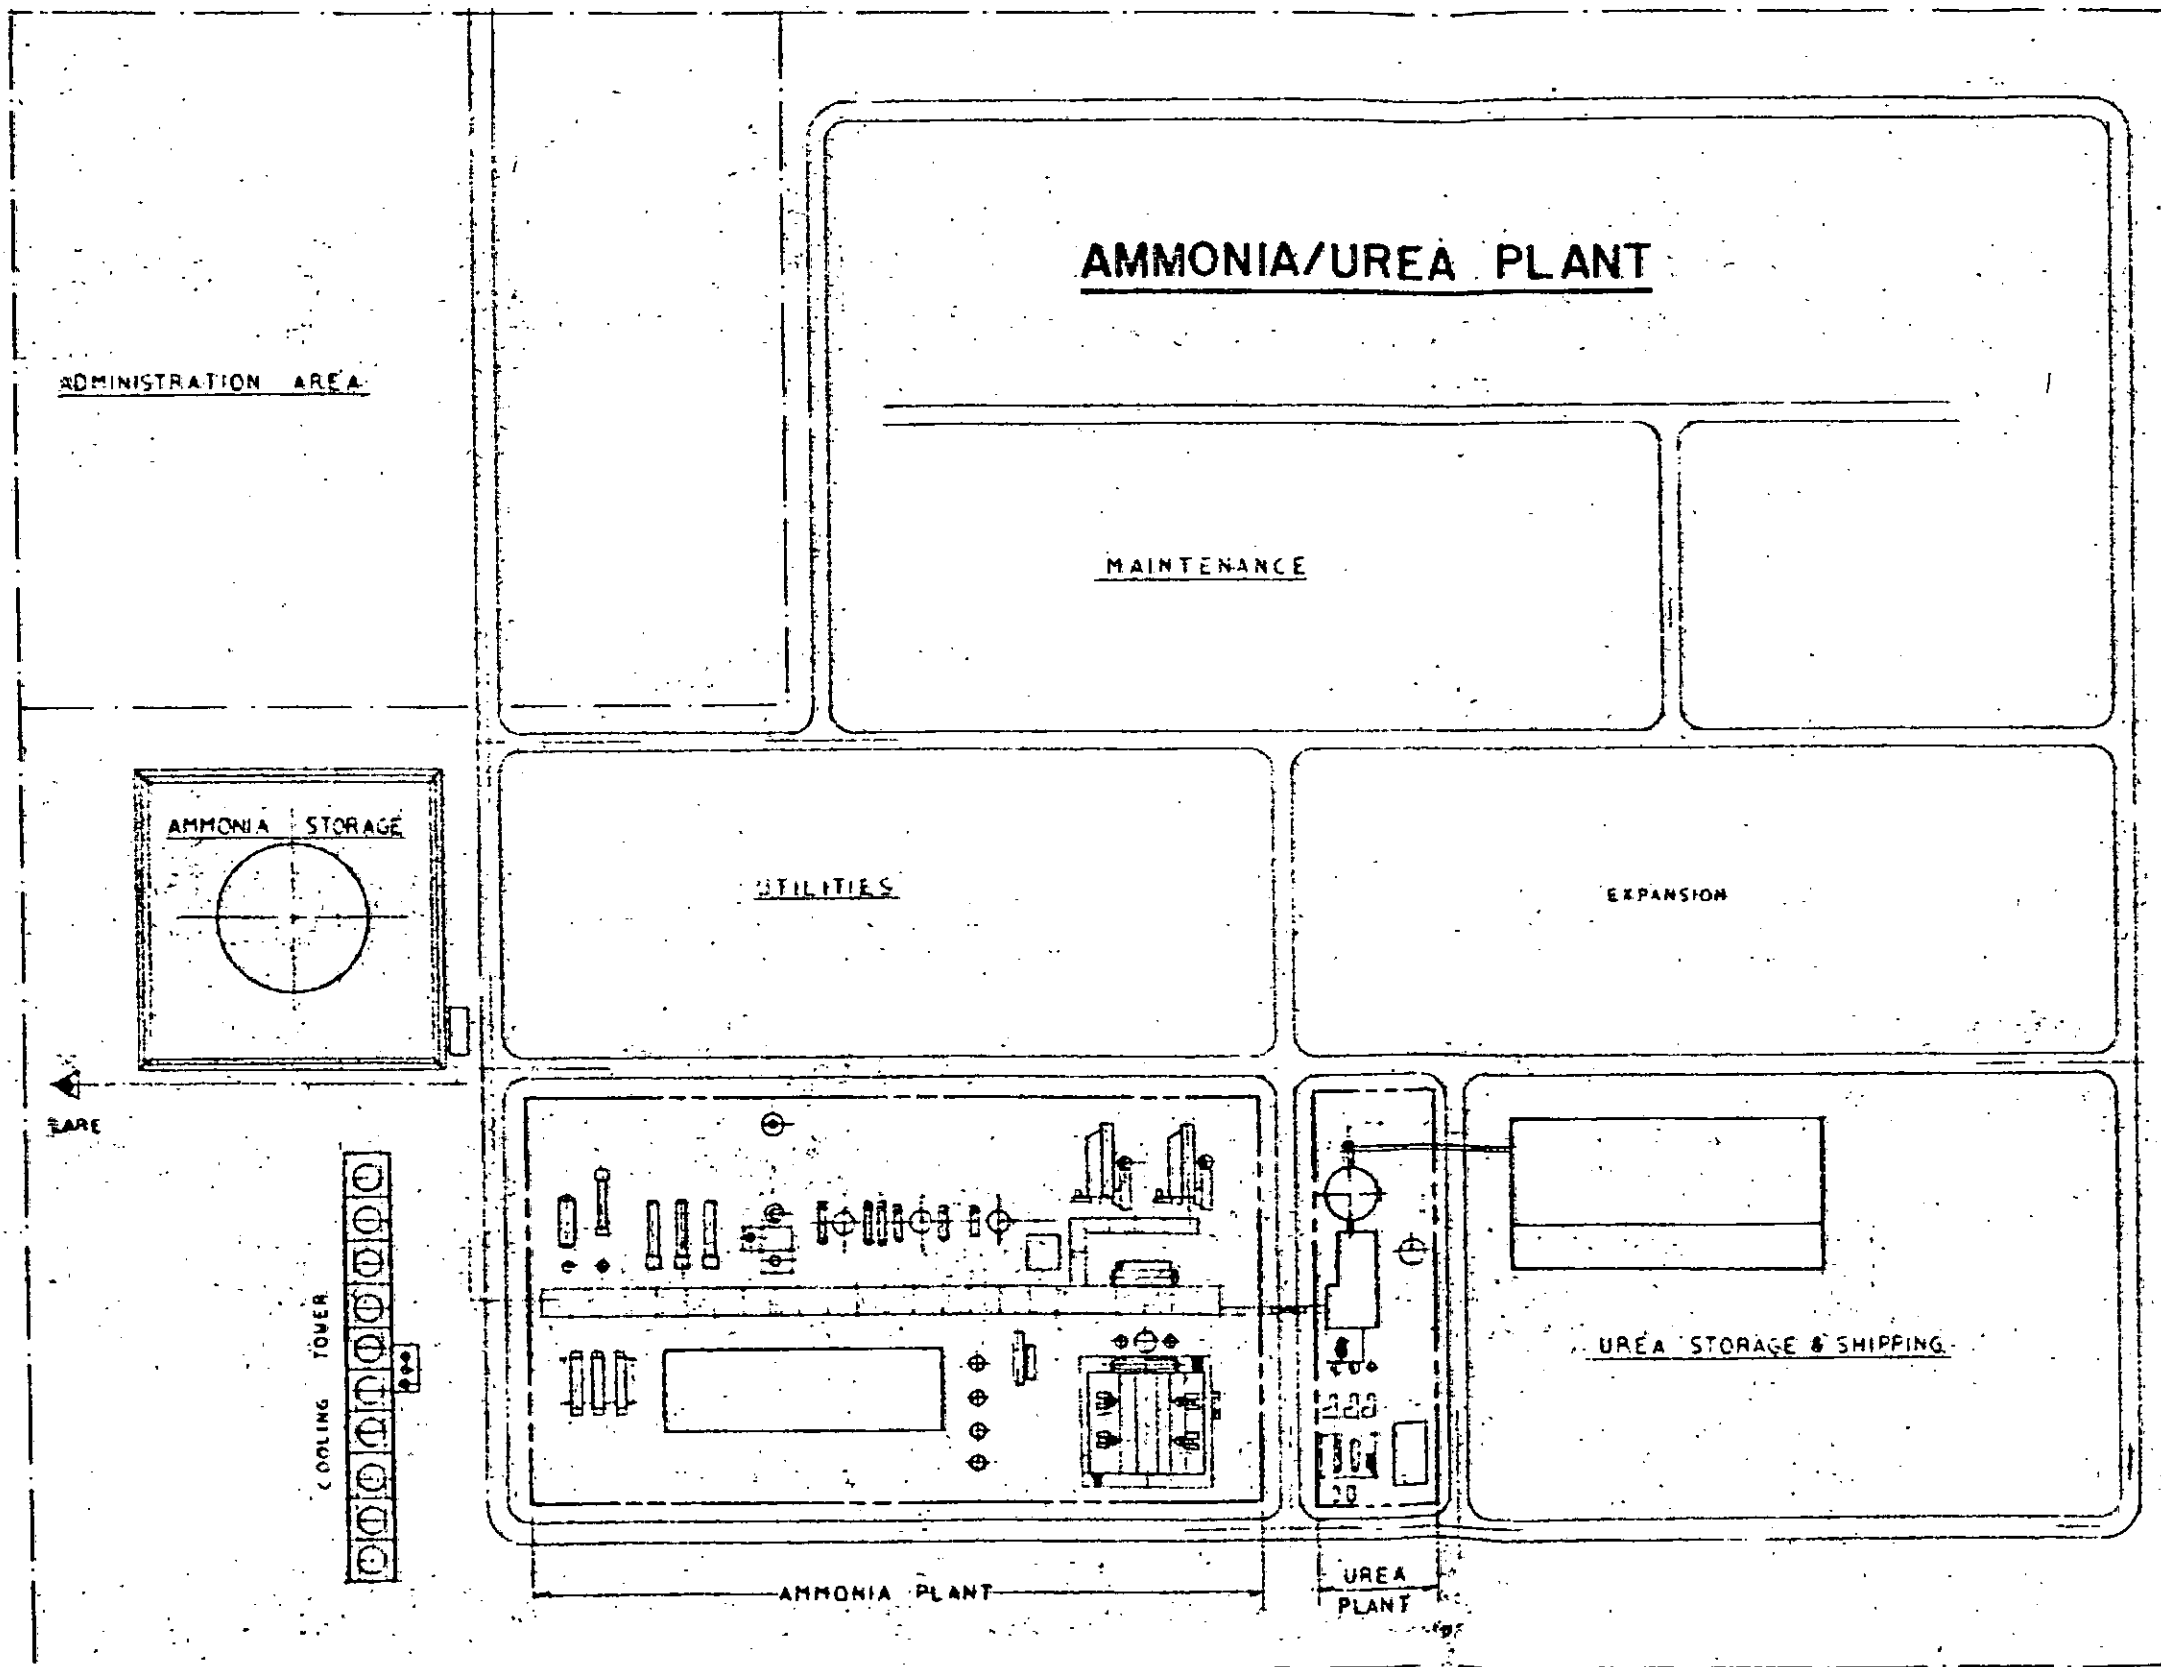 AMMONIA/UREA PLANT
ADMINISTRATION AREA
MAINTENANCE
AMMONIA STORAGE
UTILITIES
EXPANSION
COOLING TOWER
UREA STORAGE & SHIPPING
AMMONIA PLANT
UREA
PLANT